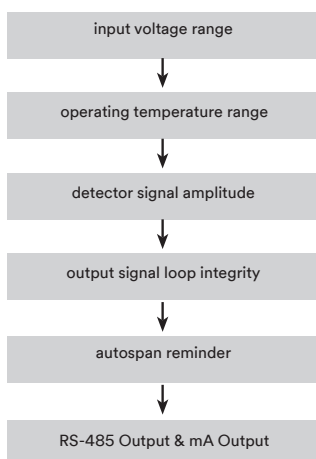 input voltage range
operating temperature range
detector signal amplitude
output signal loop integrity
autospan reminder
RS-485 Output & mA Output